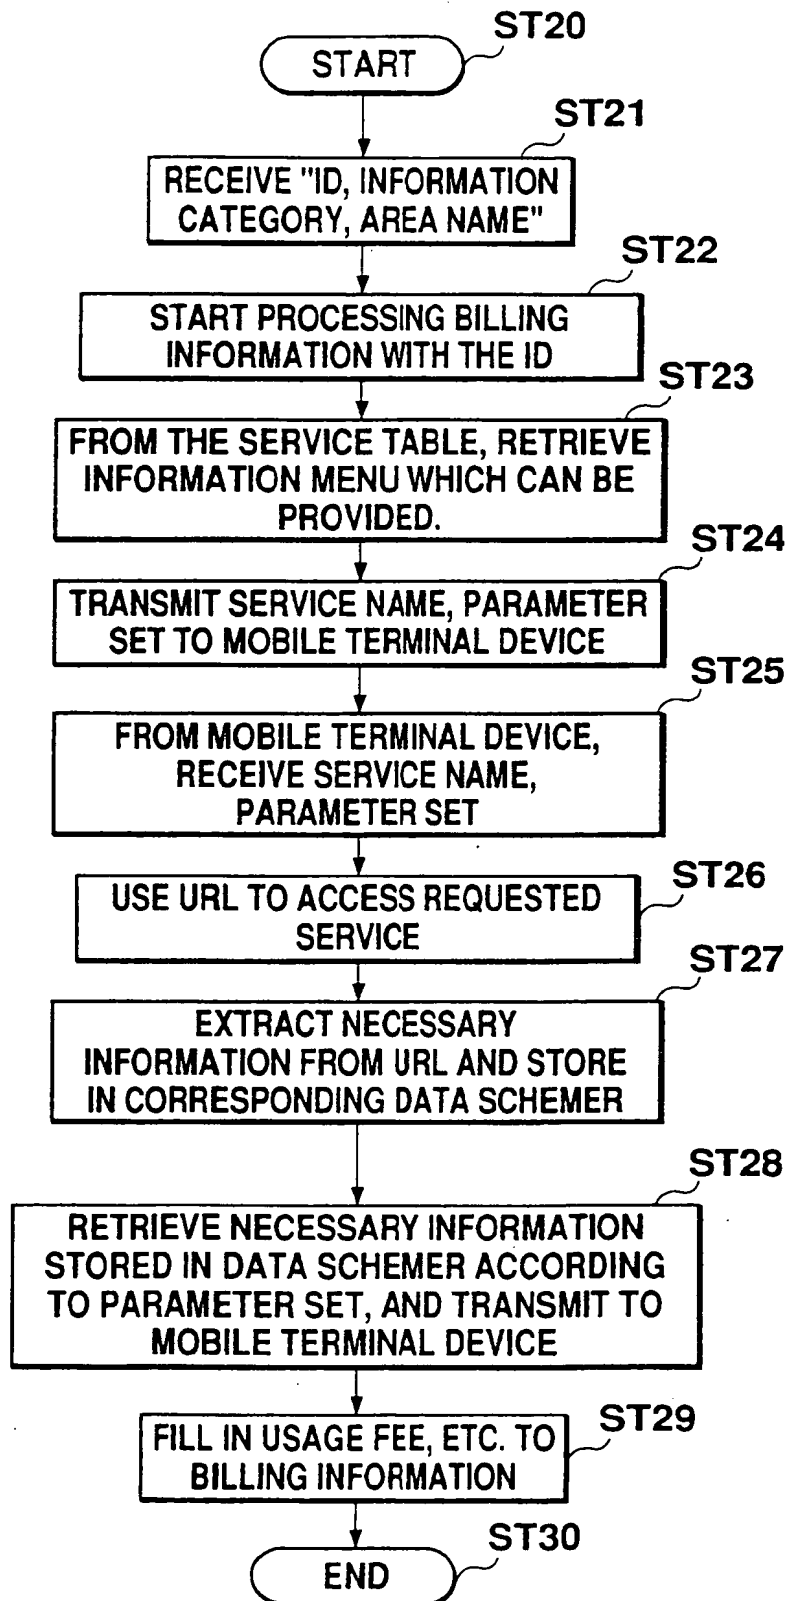 ST20
START
ST21
RECEIVE "ID, INFORMATION
CATEGORY, AREA NAME"
ST22
START PROCESSING BILLING
INFORMATION WITH THE ID
ST23
FROM THE SERVICE TABLE, RETRIEVE
INFORMATION MENU WHICH CAN BE
PROVIDED.
ST24
TRANSMIT SERVICE NAME, PARAMETER
SET TO MOBILE TERMINAL DEVICE
ST25
FROM MOBILE TERMINAL DEVICE,
RECEIVE SERVICE NAME,
PARAMETER SET
ST26
USE URL TO ACCESS REQUESTED
SERVICE
ST27
EXTRACT NECESSARY
INFORMATION FROM URL AND STORE
IN CORRESPONDING DATA SCHEMER
ST28
RETRIEVE NECESSARY INFORMATION
STORED IN DATA SCHEMER ACCORDING
TO PARAMETER SET, AND TRANSMIT TO
MOBILE TERMINAL DEVICE
ST29
FILL IN USAGE FEE, ETC. TO
BILLING INFORMATION
ST30
END